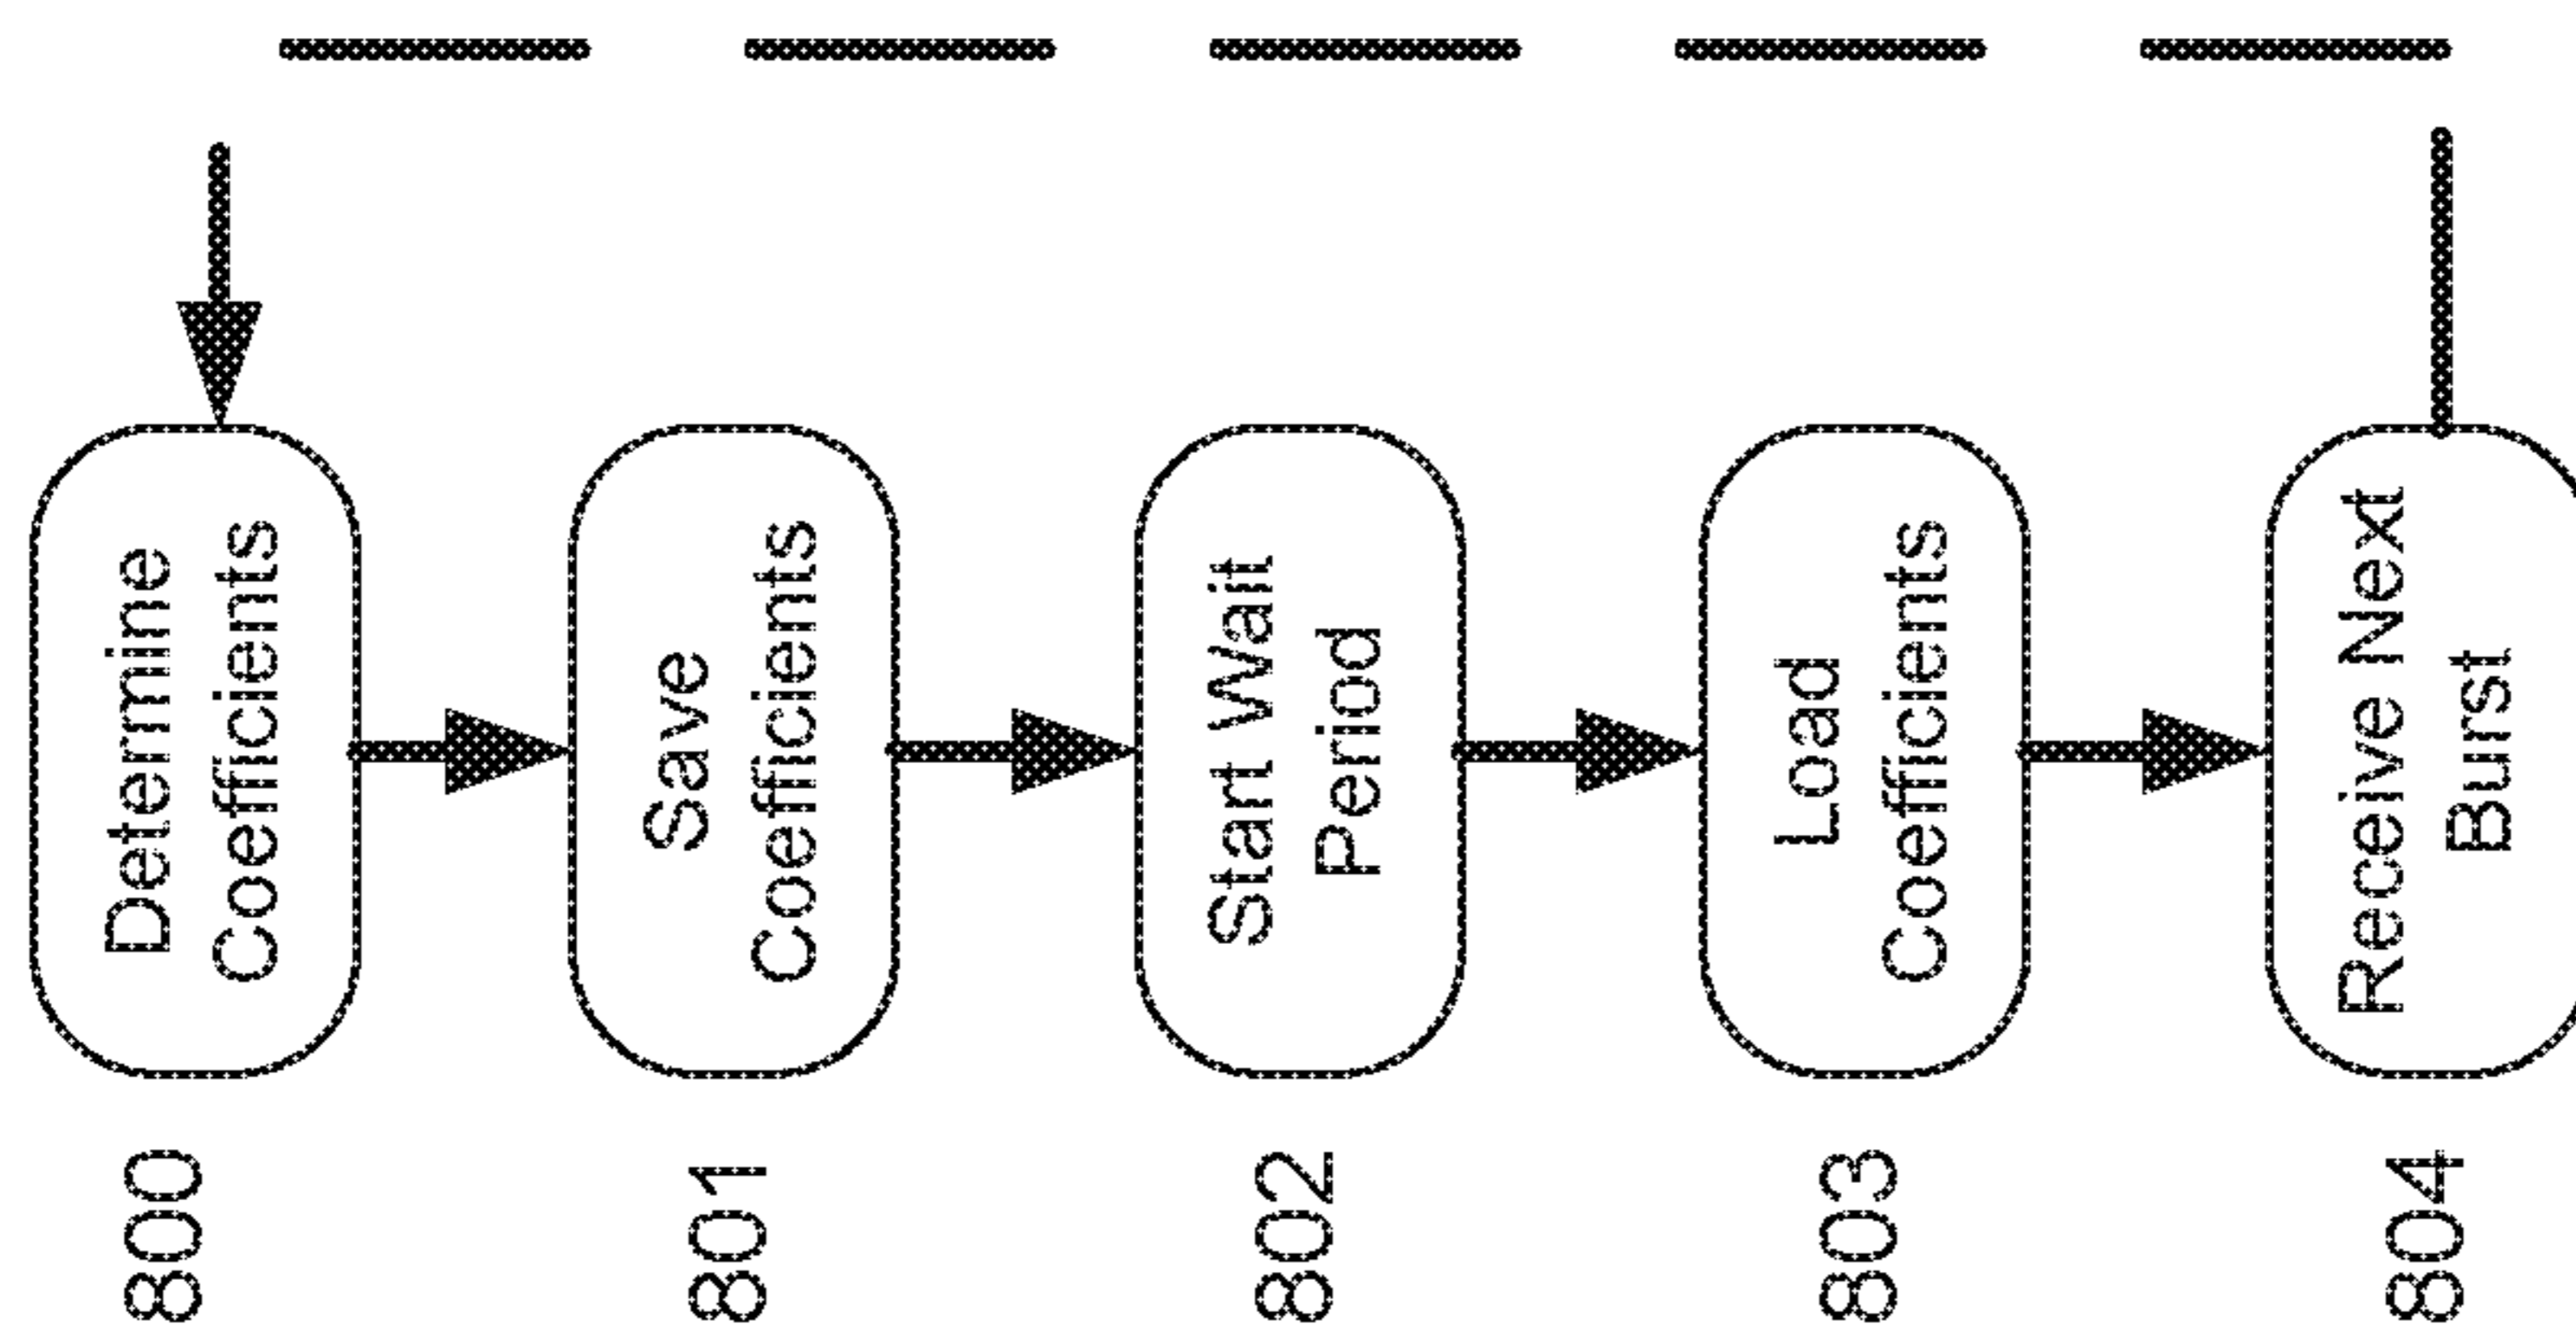 800
Determine
Coefficients
801
Save
Coefficients
802
Start Wait
Period
803
Load
Coefficients
804
Receive Next
Burst